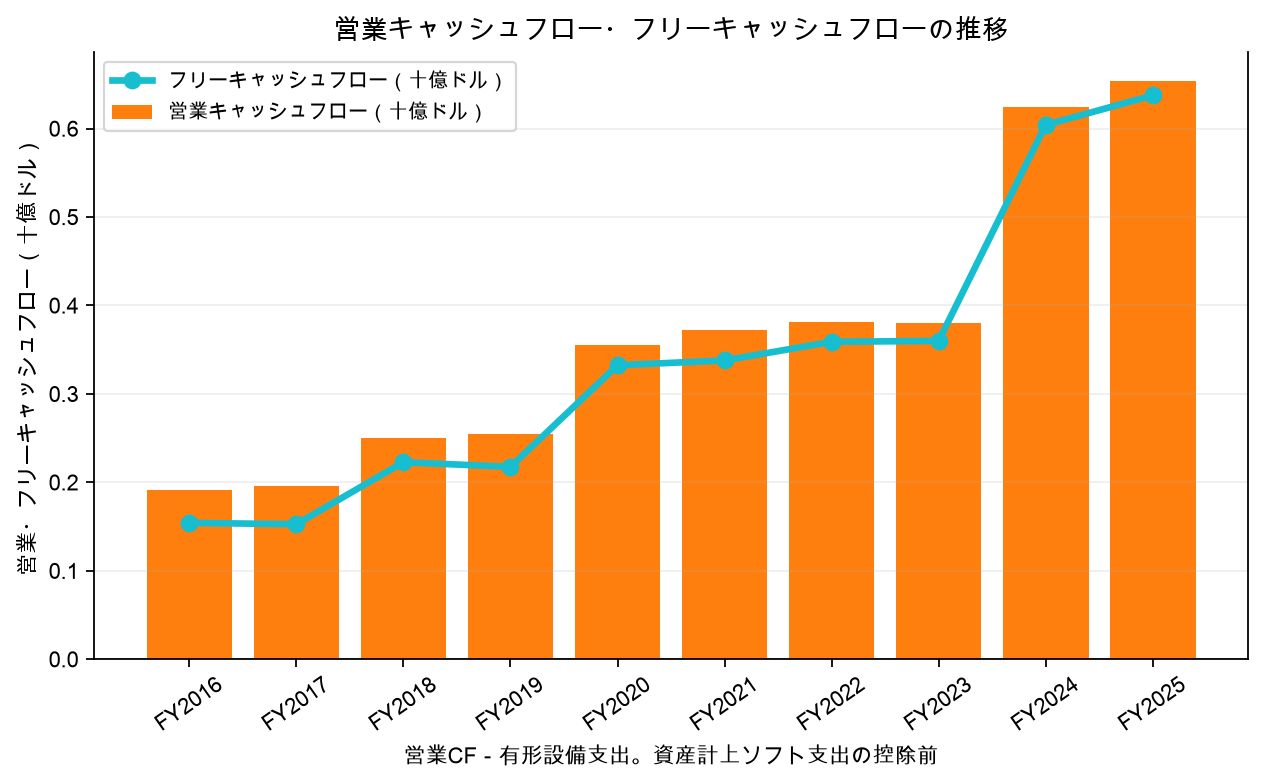 営業キャッシュフロー・フリーキャッシュフローの推移
フリーキャッシュフロー(十億ドル)
営業キャッシュフロー(十億ドル)
営業・フリーキャッシュフロー(十億ドル)
0.6
0.5
0.4
0.3
0.2
0.1
0.0
FY2016
FY2017
FY2018
FY2019
FY2020
FY2021
FY2022
FY2023
FY2024
FY2025
営業CF - 有形設備支出。資産計上ソフト支出の控除前